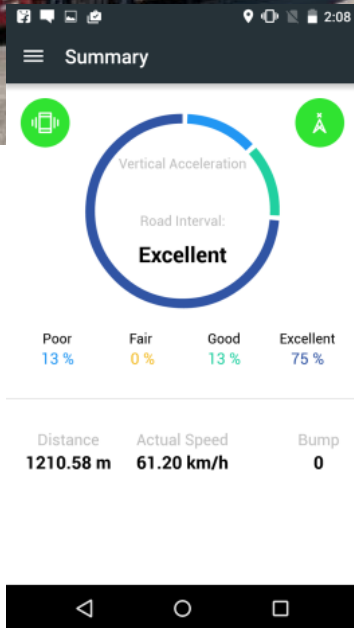 2:08
Summary
Vertical Acceleration
Road Interval:
Excellent
Poor Fair Good Excellent
13 % 0 % 13 % 75 %
Distance Actual Speed Bump
1210.58 m 61.20 km/h 0